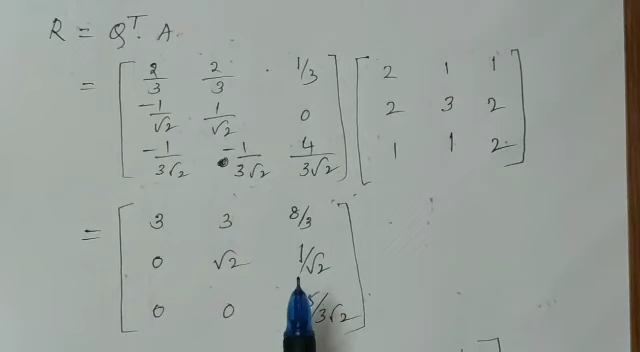 R = Qᵀ. A
= [ 2/3 2/3 1/3 ] [ 2 1 1 ]
[ -1/√2 1/√2 0 ] [ 2 3 2 ]
[ -1/3√2 -1/3√2 4/3√2 ] [ 1 1 2 ]
= [ 3 3 8/3 ]
[ 0 √2 1/√2 ]
[ 0 0 /3√2 ]